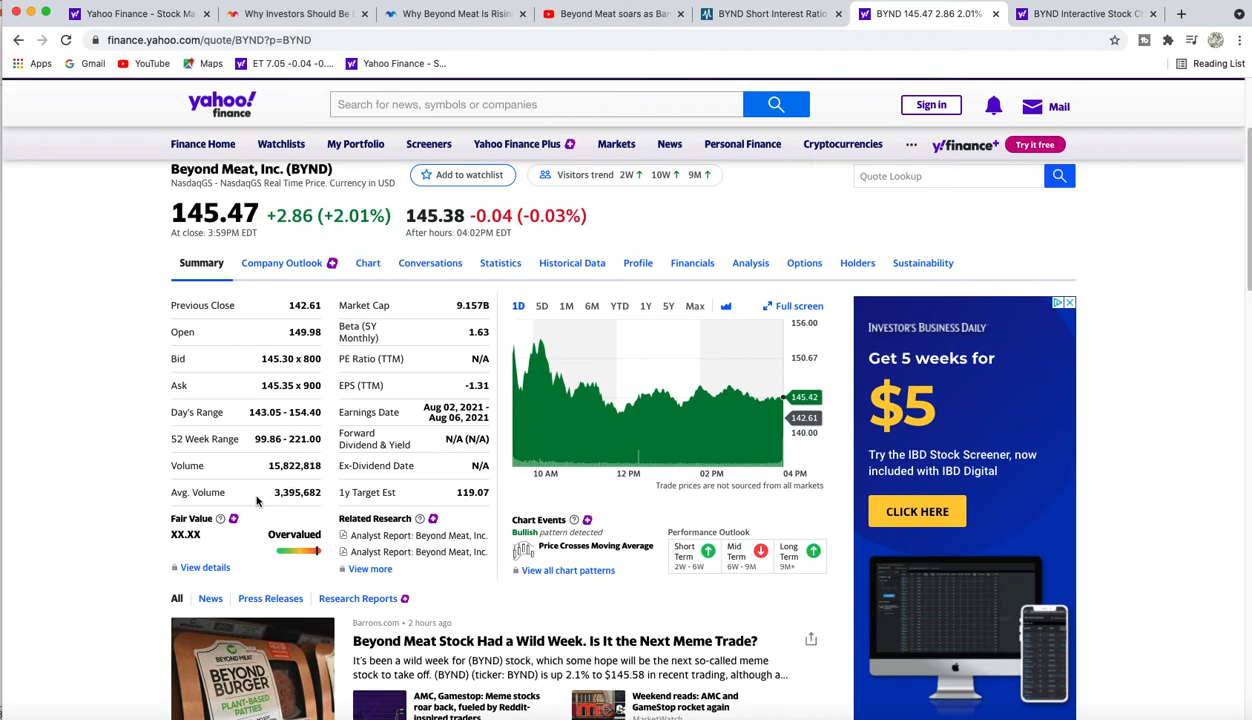 Yahoo Finance - Stock Ma
Why Investors Should Be
Why Beyond Meat Is Risin
Beyond Meat soars as Ban
BYND Short Interest Ratio
BYND 145.47 2.86 2.01%
BYND Interactive Stock C
finance.yahoo.com/quote/BYND?p=BYND
Apps
Gmail
YouTube
Maps
ET 7.05 -0.04 -0....
Yahoo Finance - S...
Reading List
yahoo!
finance
Search for news, symbols or companies
Sign in
Mail
Finance Home
Watchlists
My Portfolio
Screeners
Yahoo Finance Plus
Markets
News
Personal Finance
Cryptocurrencies
...
y!finance+
Try it free
Beyond Meat, Inc. (BYND)
NasdaqGS - NasdaqGS Real Time Price. Currency in USD
Add to watchlist
Visitors trend 2W↑ 10W↑ 9M↑
Quote Lookup
145.47 +2.86 (+2.01%)
At close: 3:59PM EDT
145.38 -0.04 (-0.03%)
After hours: 04:02PM EDT
Summary
Company Outlook
Chart
Conversations
Statistics
Historical Data
Profile
Financials
Analysis
Options
Holders
Sustainability
Previous Close 142.61
Open 149.98
Bid 145.30 x 800
Ask 145.35 x 900
Day's Range 143.05 - 154.40
52 Week Range 99.86 - 221.00
Volume 15,822,818
Avg. Volume 3,395,682
Market Cap 9.157B
Beta (5Y
Monthly) 1.63
PE Ratio (TTM) N/A
EPS (TTM) -1.31
Earnings Date Aug 02, 2021 -
Aug 06, 2021
Forward
Dividend & Yield N/A (N/A)
Ex-Dividend Date N/A
1y Target Est 119.07
Fair Value
XX.XX Overvalued
View details
Related Research
Analyst Report: Beyond Meat, Inc.
Analyst Report: Beyond Meat, Inc.
View more
1D 5D 1M 6M YTD 1Y 5Y Max
Full screen
156.00
150.67
145.42
142.61
140.00
10 AM 12 PM 02 PM 04 PM
Trade prices are not sourced from all markets
Chart Events
Bullish pattern detected
Price Crosses Moving Average
View all chart patterns
Performance Outlook
Short
Term
2W - 6W
Mid
Term
6W - 9M
Long
Term
9M+
INVESTOR'S BUSINESS DAILY
Get 5 weeks for
$5
Try the IBD Stock Screener, now
included with IBD Digital
CLICK HERE
All
News
Press Releases
Research Reports
BEYOND MEAT
BEYOND
BURGER
PLANT-BASED
PATTIES
Barrons.com • 2 hours ago
Beyond Meat Stock Had a Wild Week. Is It the Next Meme Trade?
It's been a wild week for (BYND) stock, which some hope will be the next so-called meme
stock to take off. (BYND) (ticker: BYND) is up 2.1% to $145.58 in recent trading, although a...
AMC, Gamestop: Meme stocks
roar back, fueled by Reddit-
inspired traders
Weekend reads: AMC and
GameStop rocket again
MarketWatch